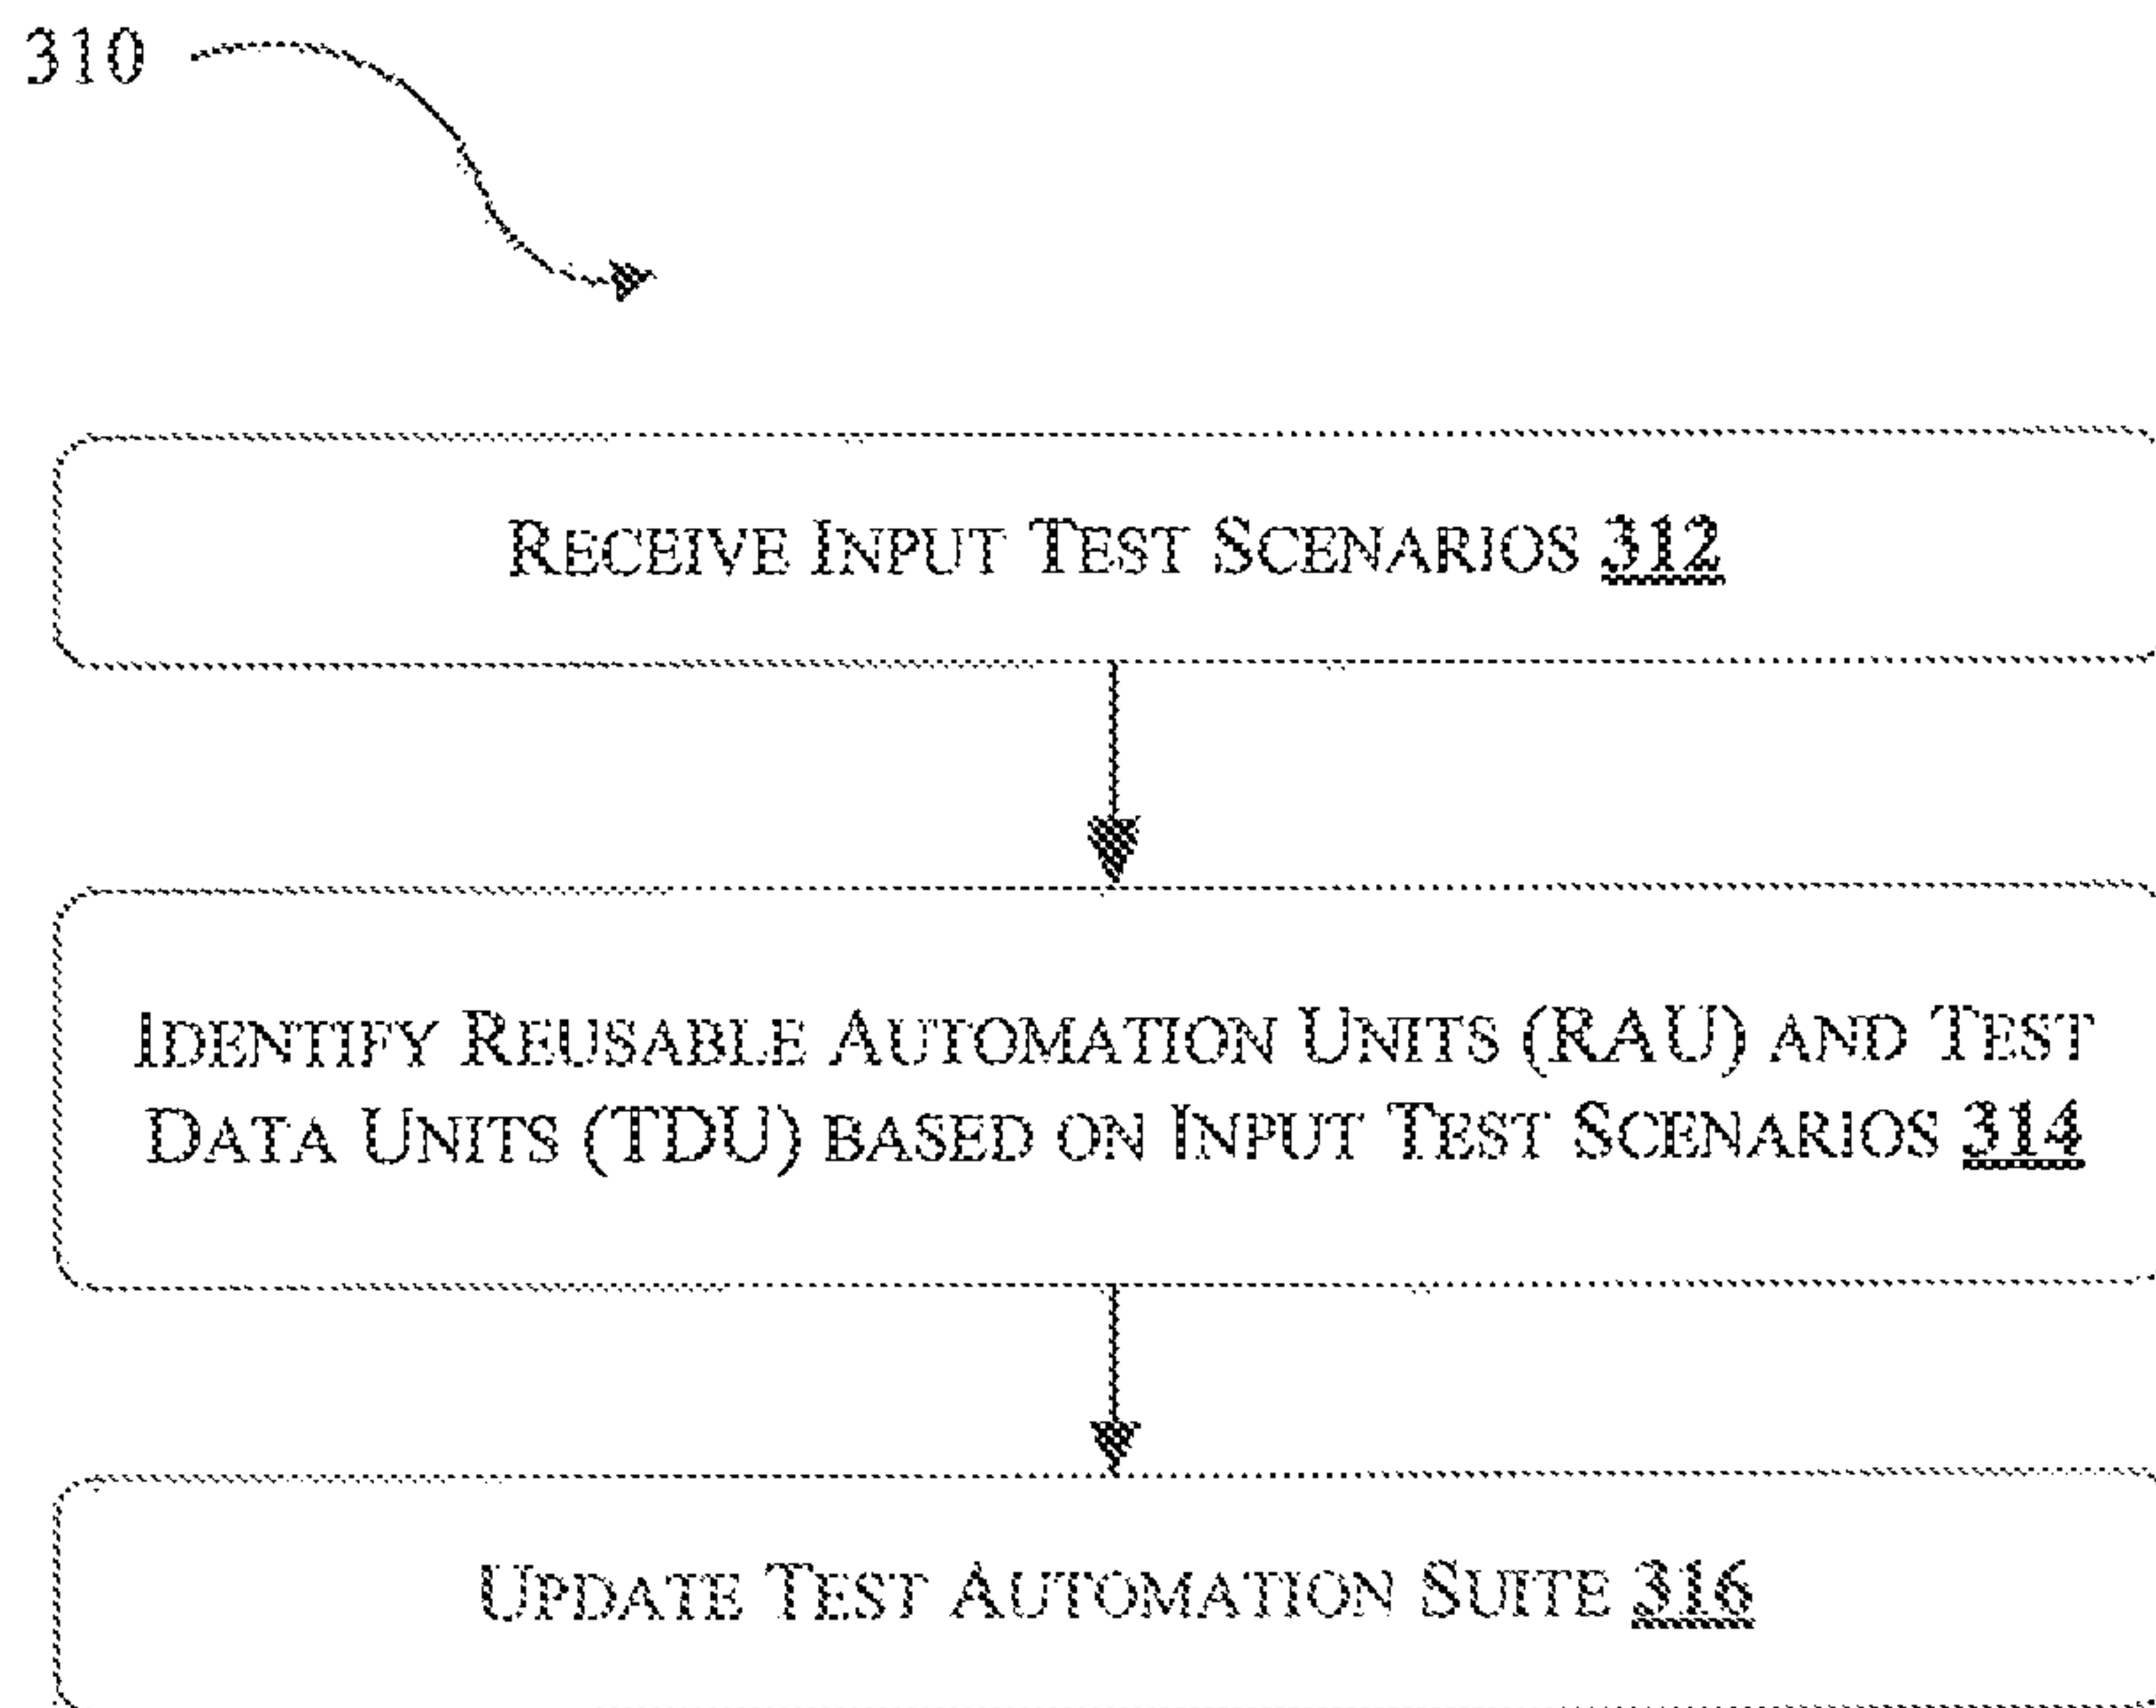 310
RECEIVE INPUT TEST SCENARIOS 312
IDENTIFY REUSABLE AUTOMATION UNITS (RAU) AND TEST
DATA UNITS (TDU) BASED ON INPUT TEST SCENARIOS 314
UPDATE TEST AUTOMATION SUITE 316